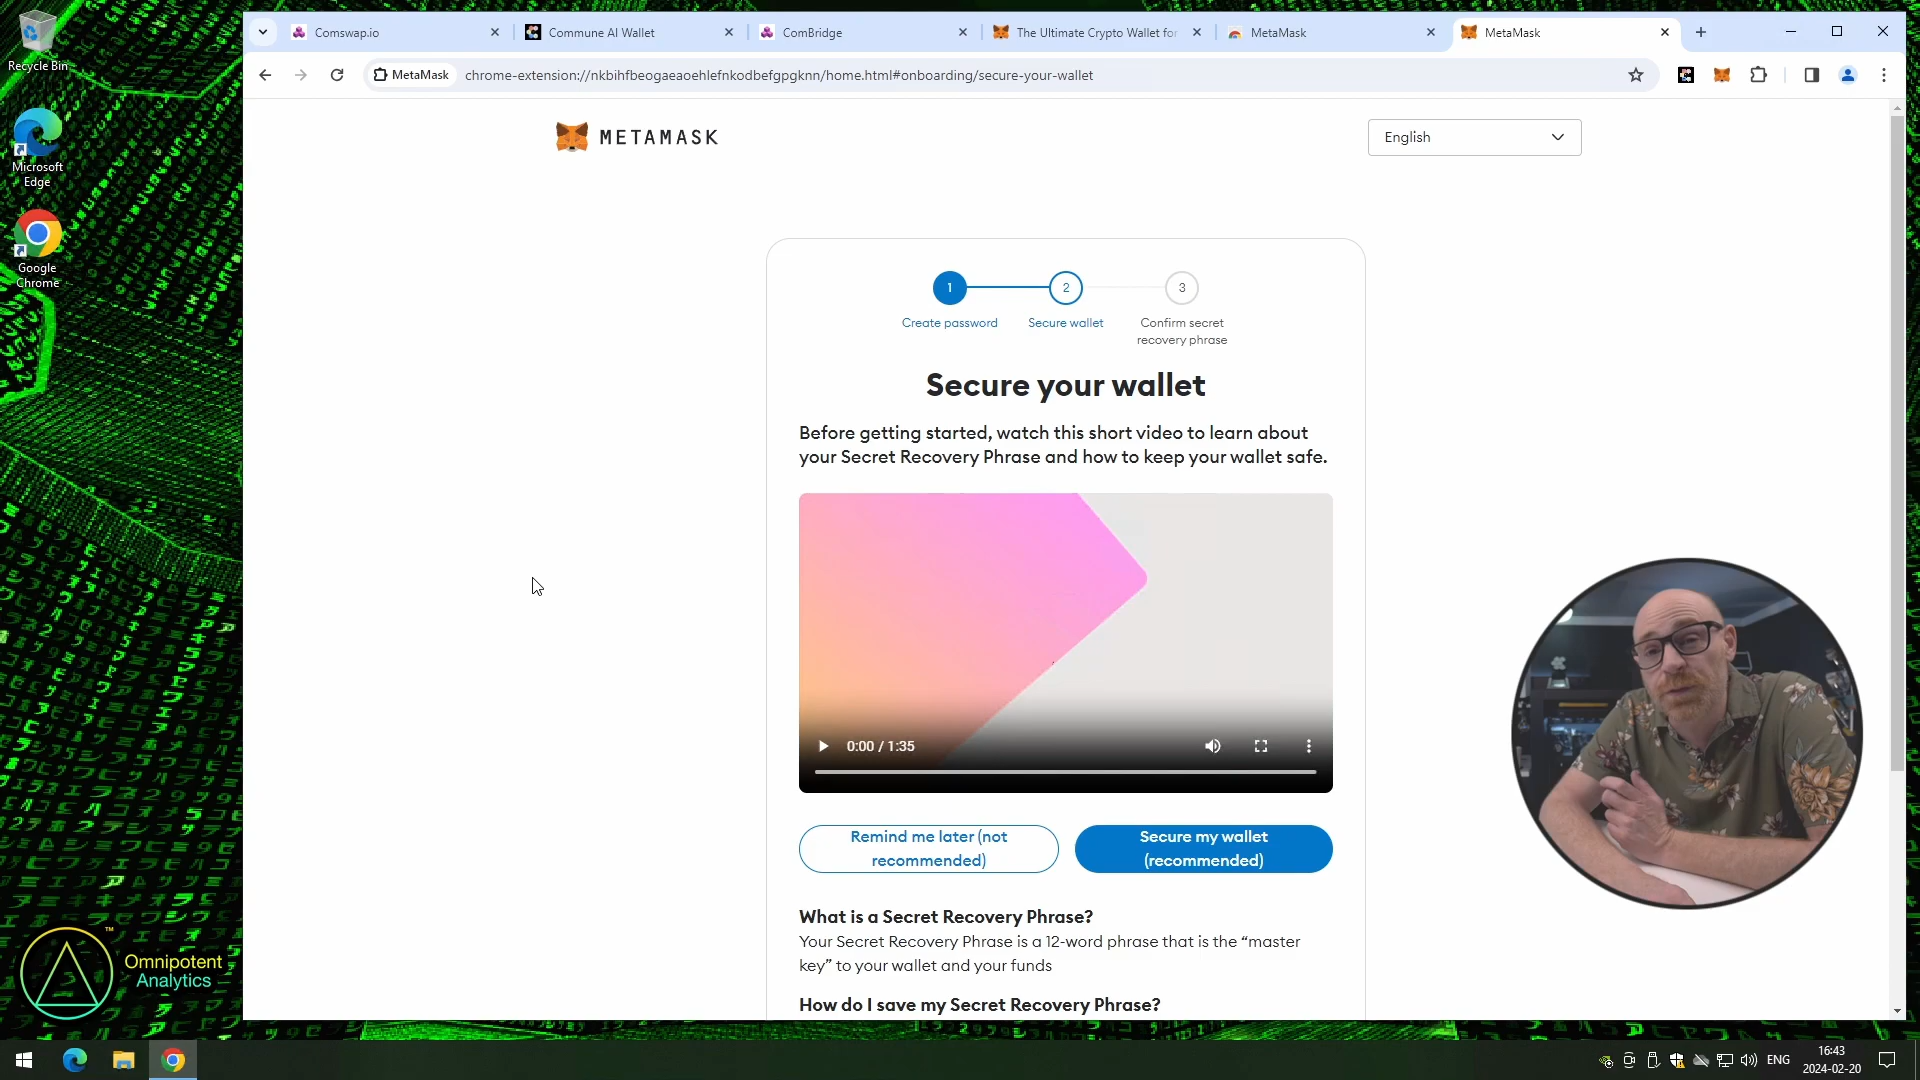 Recycle Bin
Microsoft
Edge
Google
Chrome
Comswap.io
Commune AI Wallet
ComBridge
The Ultimate Crypto Wallet for
MetaMask
MetaMask
MetaMask
chrome-extension://nkbihfbeogaeaoehlefnkodbefgpgknn/home.html#onboarding/secure-your-wallet
METAMASK
English
1
2
3
Create password
Secure wallet
Confirm secret
recovery phrase
Secure your wallet
Before getting started, watch this short video to learn about
your Secret Recovery Phrase and how to keep your wallet safe.
0:00 / 1:35
Remind me later (not
recommended)
Secure my wallet
(recommended)
What is a Secret Recovery Phrase?
Your Secret Recovery Phrase is a 12-word phrase that is the “master
key” to your wallet and your funds
How do I save my Secret Recovery Phrase?
Omnipotent
Analytics
TM
ENG
16:43
2024-02-20